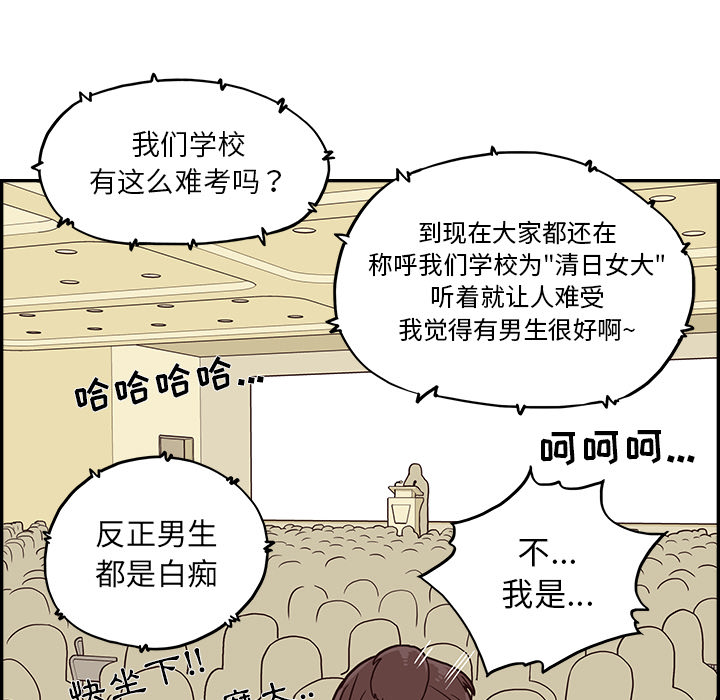 我们学校
有这么难考吗？
到现在大家都还在
称呼我们学校为"清日女大"
听着就让人难受
我觉得有男生很好啊~
哈哈哈哈...
呵呵呵...
反正男生
都是白痴
不...
我是...
快坐下!!